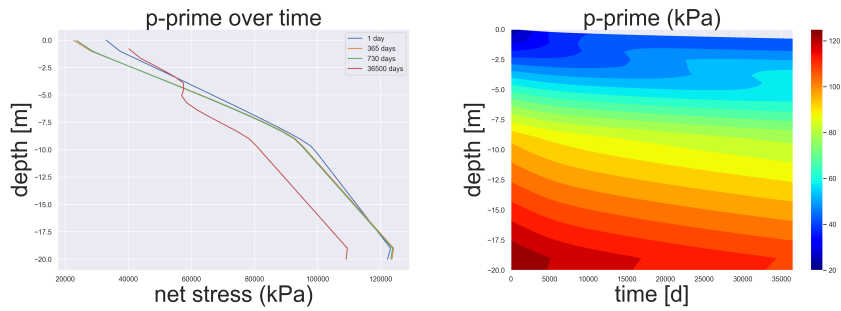 p-prime over time
0.0
−2.5
−5.0
−7.5
−10.0
−12.5
−15.0
−17.5
−20.0
depth [m]
1 day
365 days
730 days
36500 days
20000 40000 60000 80000 100000 120000
net stress (kPa)
p-prime (kPa)
0.0
−2.5
−5.0
−7.5
−10.0
−12.5
−15.0
−17.5
−20.0
depth [m]
0 5000 10000 15000 20000 25000 30000 35000
time [d]
120
100
80
60
40
20